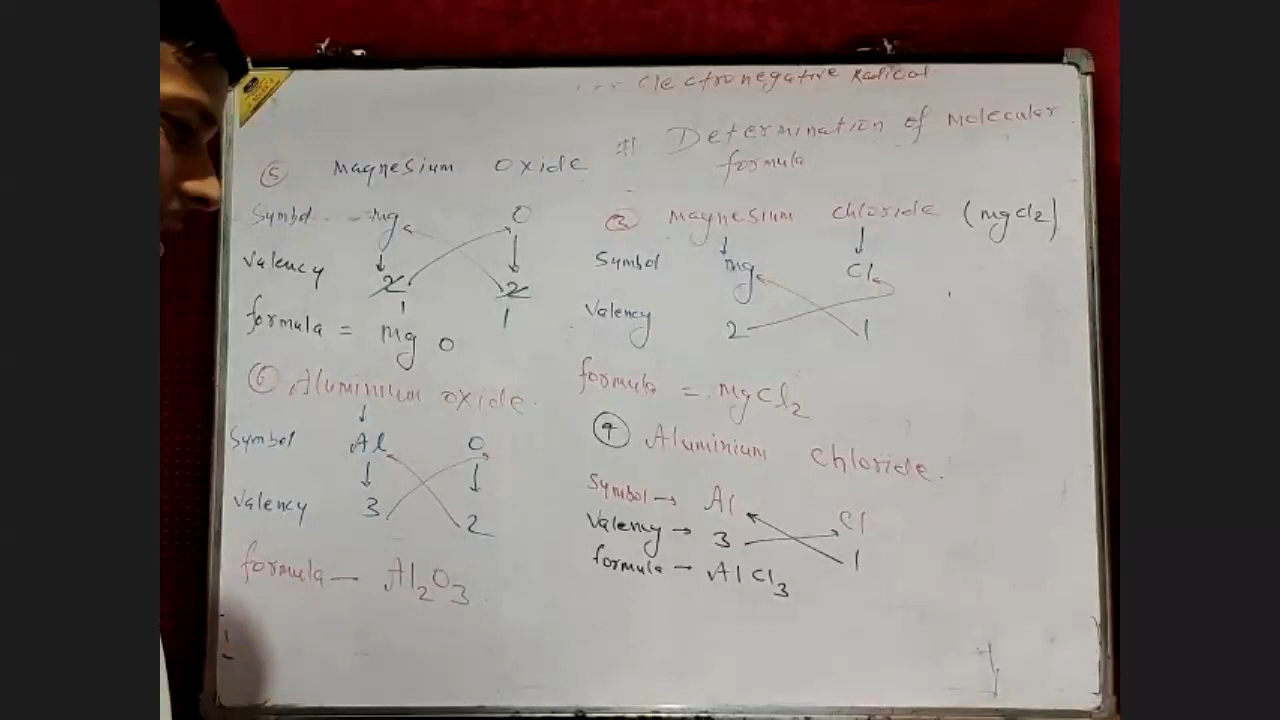 Electronegative Radical
# Determination of Molecular
formula
⑤ Magnesium oxide
Symbol - Mg O
Valency 2 2
1 1
formula = Mg O
⑥ Aluminium oxide.
Symbol Al O
Valency 3 2
formula — Al2O3
③ Magnesium chloride (MgCl2)
Symbol Mg Cl
Valency 2 1
formula = MgCl2
④ Aluminium chloride.
Symbol → Al Cl
Valency → 3 1
formula — AlCl3